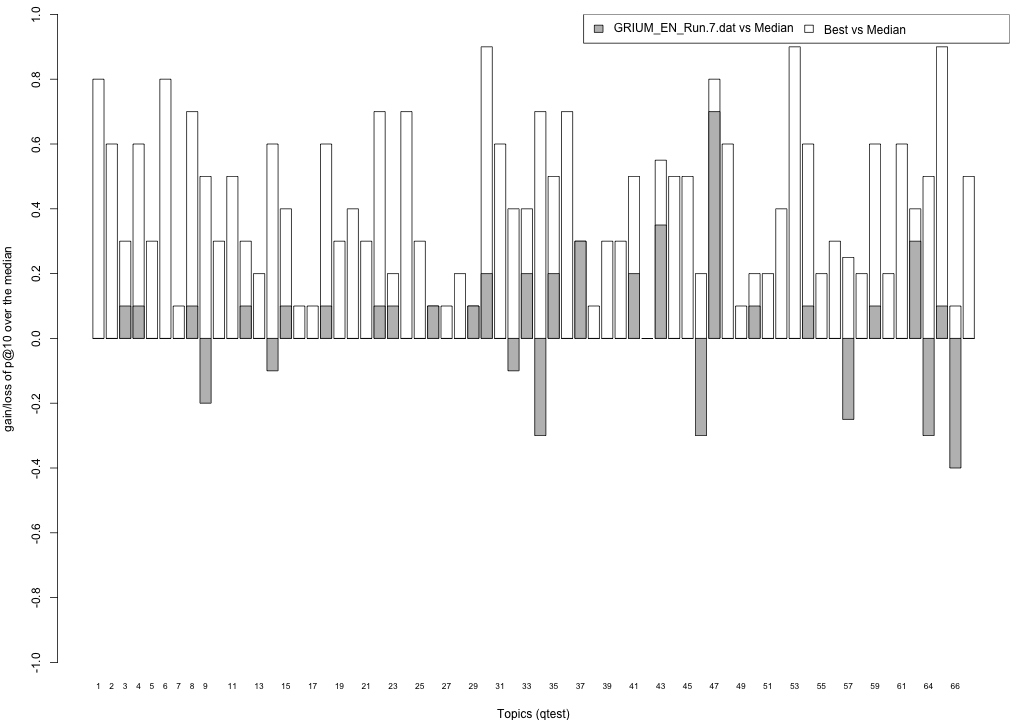 GRIUM_EN_Run.7.dat vs Median Best vs Median
1.0
0.8
0.6
0.4
0.2
0.0
-0.2
-0.4
-0.6
-0.8
-1.0
gain/loss of p@10 over the median
1 2 3 4 5 6 7 8 9 11 13 15 17 19 21 23 25 27 29 31 33 35 37 39 41 43 45 47 49 51 53 55 57 59 61 64 66
Topics (qtest)